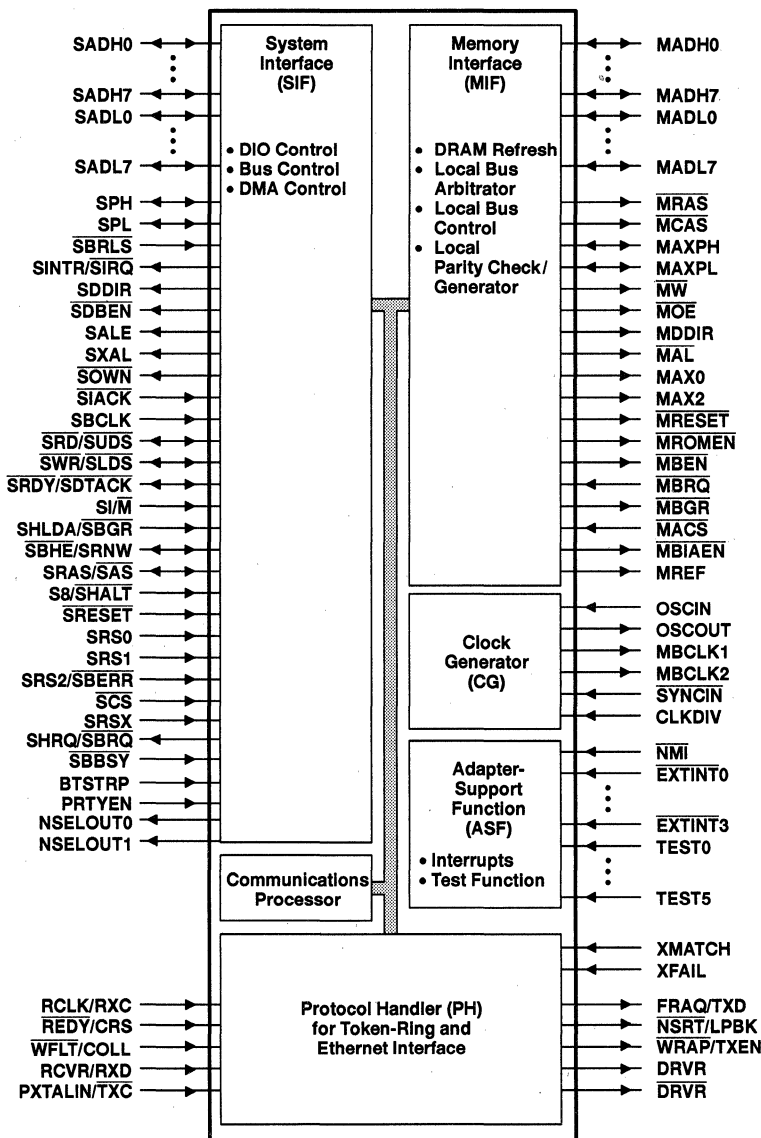 SADH0
SADH7
SADL0
SADL7
SPH
SPL
SBRLS
SINTR/SIRQ
SDDIR
SDBEN
SALE
SXAL
SOWN
SIACK
SBCLK
SRD/SUDS
SWR/SLDS
SRDY/SDTACK
SI/M
SHLDA/SBGR
SBHE/SRNW
SRAS/SAS
S8/SHALT
SRESET
SRS0
SRS1
SRS2/SBERR
SCS
SRSX
SHRQ/SBRQ
SBBSY
BTSTRP
PRTYEN
NSELOUT0
NSELOUT1
RCLK/RXC
REDY/CRS
WFLT/COLL
RCVR/RXD
PXTALIN/TXC
System
Interface
(SIF)
• DIO Control
• Bus Control
• DMA Control
Communications
Processor
Memory
Interface
(MIF)
• DRAM Refresh
• Local Bus
Arbitrator
• Local Bus
Control
• Local
Parity Check/
Generator
Clock
Generator
(CG)
Adapter-
Support
Function
(ASF)
• Interrupts
• Test Function
Protocol Handler (PH)
for Token-Ring and
Ethernet Interface
MADH0
MADH7
MADL0
MADL7
MRAS
MCAS
MAXPH
MAXPL
MW
MOE
MDDIR
MAL
MAX0
MAX2
MRESET
MROMEN
MBEN
MBRQ
MBGR
MACS
MBIAEN
MREF
OSCIN
OSCOUT
MBCLK1
MBCLK2
SYNCIN
CLKDIV
NMI
EXTINT0
EXTINT3
TEST0
TEST5
XMATCH
XFAIL
FRAQ/TXD
NSRT/LPBK
WRAP/TXEN
DRVR
DRVR